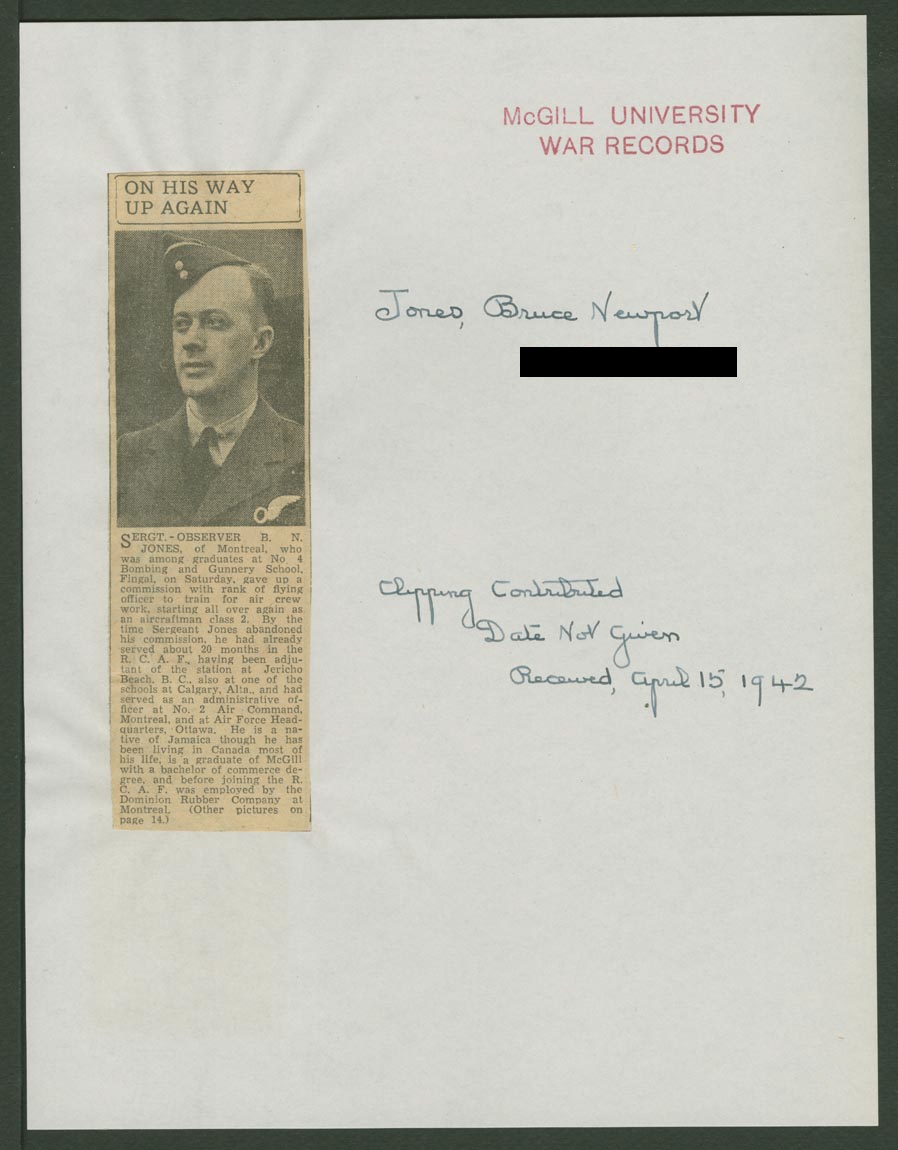 McGILL UNIVERSITY
WAR RECORDS
ON HIS WAY
UP AGAIN
Jones, Bruce Newport
SERGT.-OBSERVER B. N.
JONES, of Montreal, who
was among graduates at No 4
Bombing and Gunnery School,
Fingal, on Saturday, gave up a
commission with rank of flying
officer to train for air crew
work, starting all over again as
an aircraftman class 2. By the
time Sergeant Jones abandoned
his commission, he had already
served about 20 months in the
R. C. A. F., having been adju-
tant of the station at Jericho
Beach, B. C., also at one of the
schools at Calgary, Alta., and had
served as an administrative of-
ficer at No. 2 Air Command,
Montreal, and at Air Force Head-
quarters, Ottawa. He is a na-
tive of Jamaica though he has
been living in Canada most of
his life, is a graduate of McGill
with a bachelor of commerce de-
gree, and before joining the R.
C. A. F. was employed by the
Dominion Rubber Company at
Montreal. (Other pictures on
page 14.)
Clipping Contributed
Date Not Given
Received, April 15, 1942